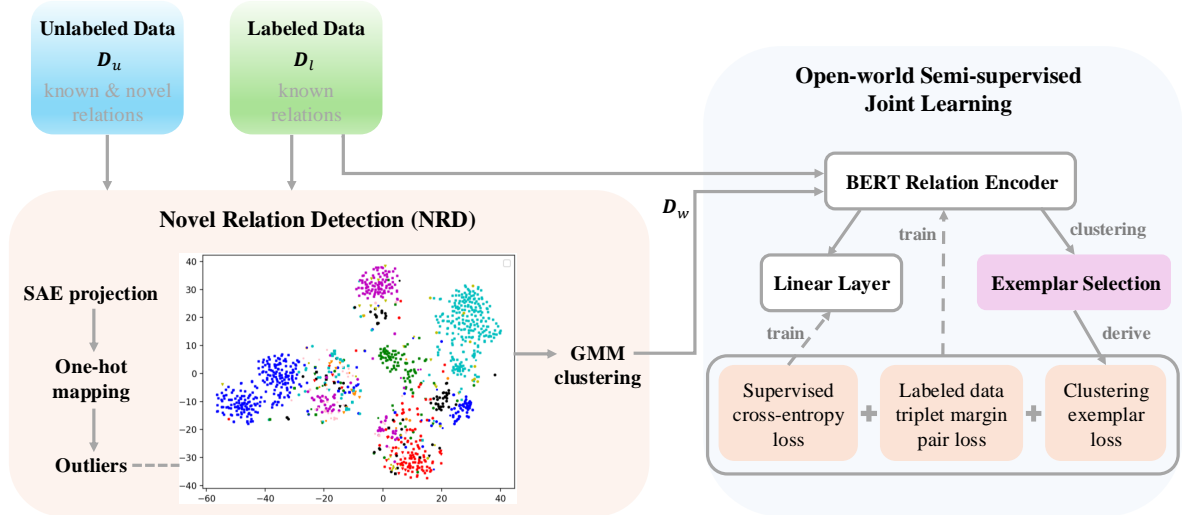 Unlabeled Data
D_u
known & novel
relations
Labeled Data
D_l
known
relations
Novel Relation Detection (NRD)
SAE projection
One-hot
mapping
Outliers
40
30
20
10
0
−10
−20
−30
−40
−60
−40
−20
0
20
40
GMM
clustering
D_w
Open-world Semi-supervised
Joint Learning
BERT Relation Encoder
train
clustering
Linear Layer
Exemplar Selection
train
derive
Supervised
cross-entropy
loss
+
Labeled data
triplet margin
pair loss
+
Clustering
exemplar
loss